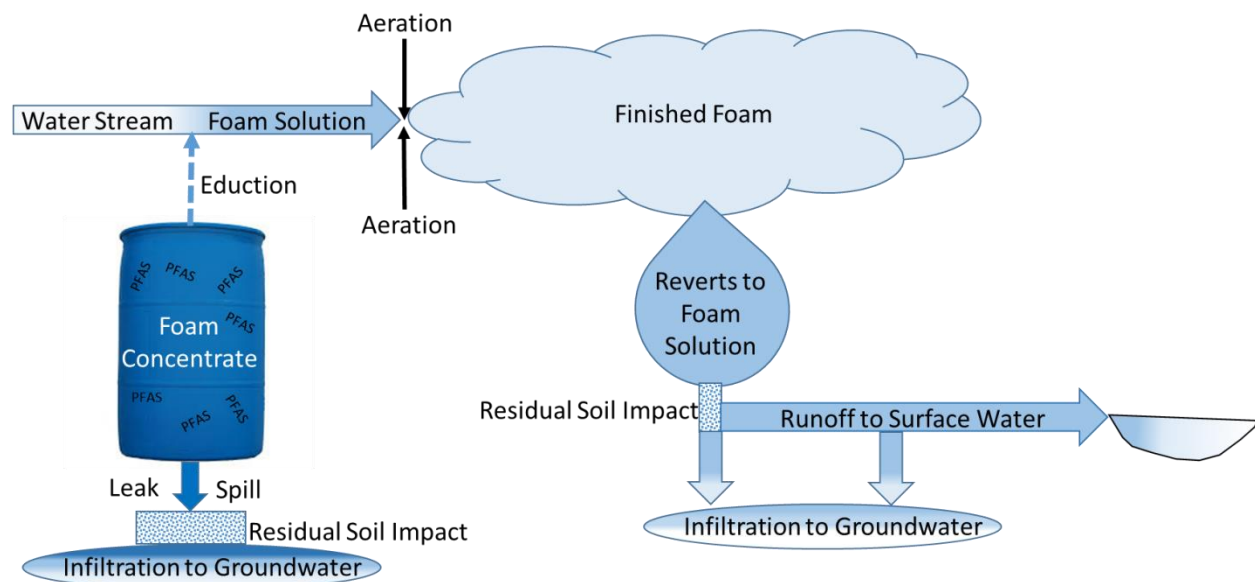 Aeration
Water Stream
Foam Solution
Finished Foam
Eduction
Aeration
PFAS
PFAS
PFAS
PFAS
Foam
Concentrate
PFAS
PFAS
PFAS
Reverts to
Foam
Solution
Residual Soil Impact
Runoff to Surface Water
Leak
Spill
Residual Soil Impact
Infiltration to Groundwater
Infiltration to Groundwater